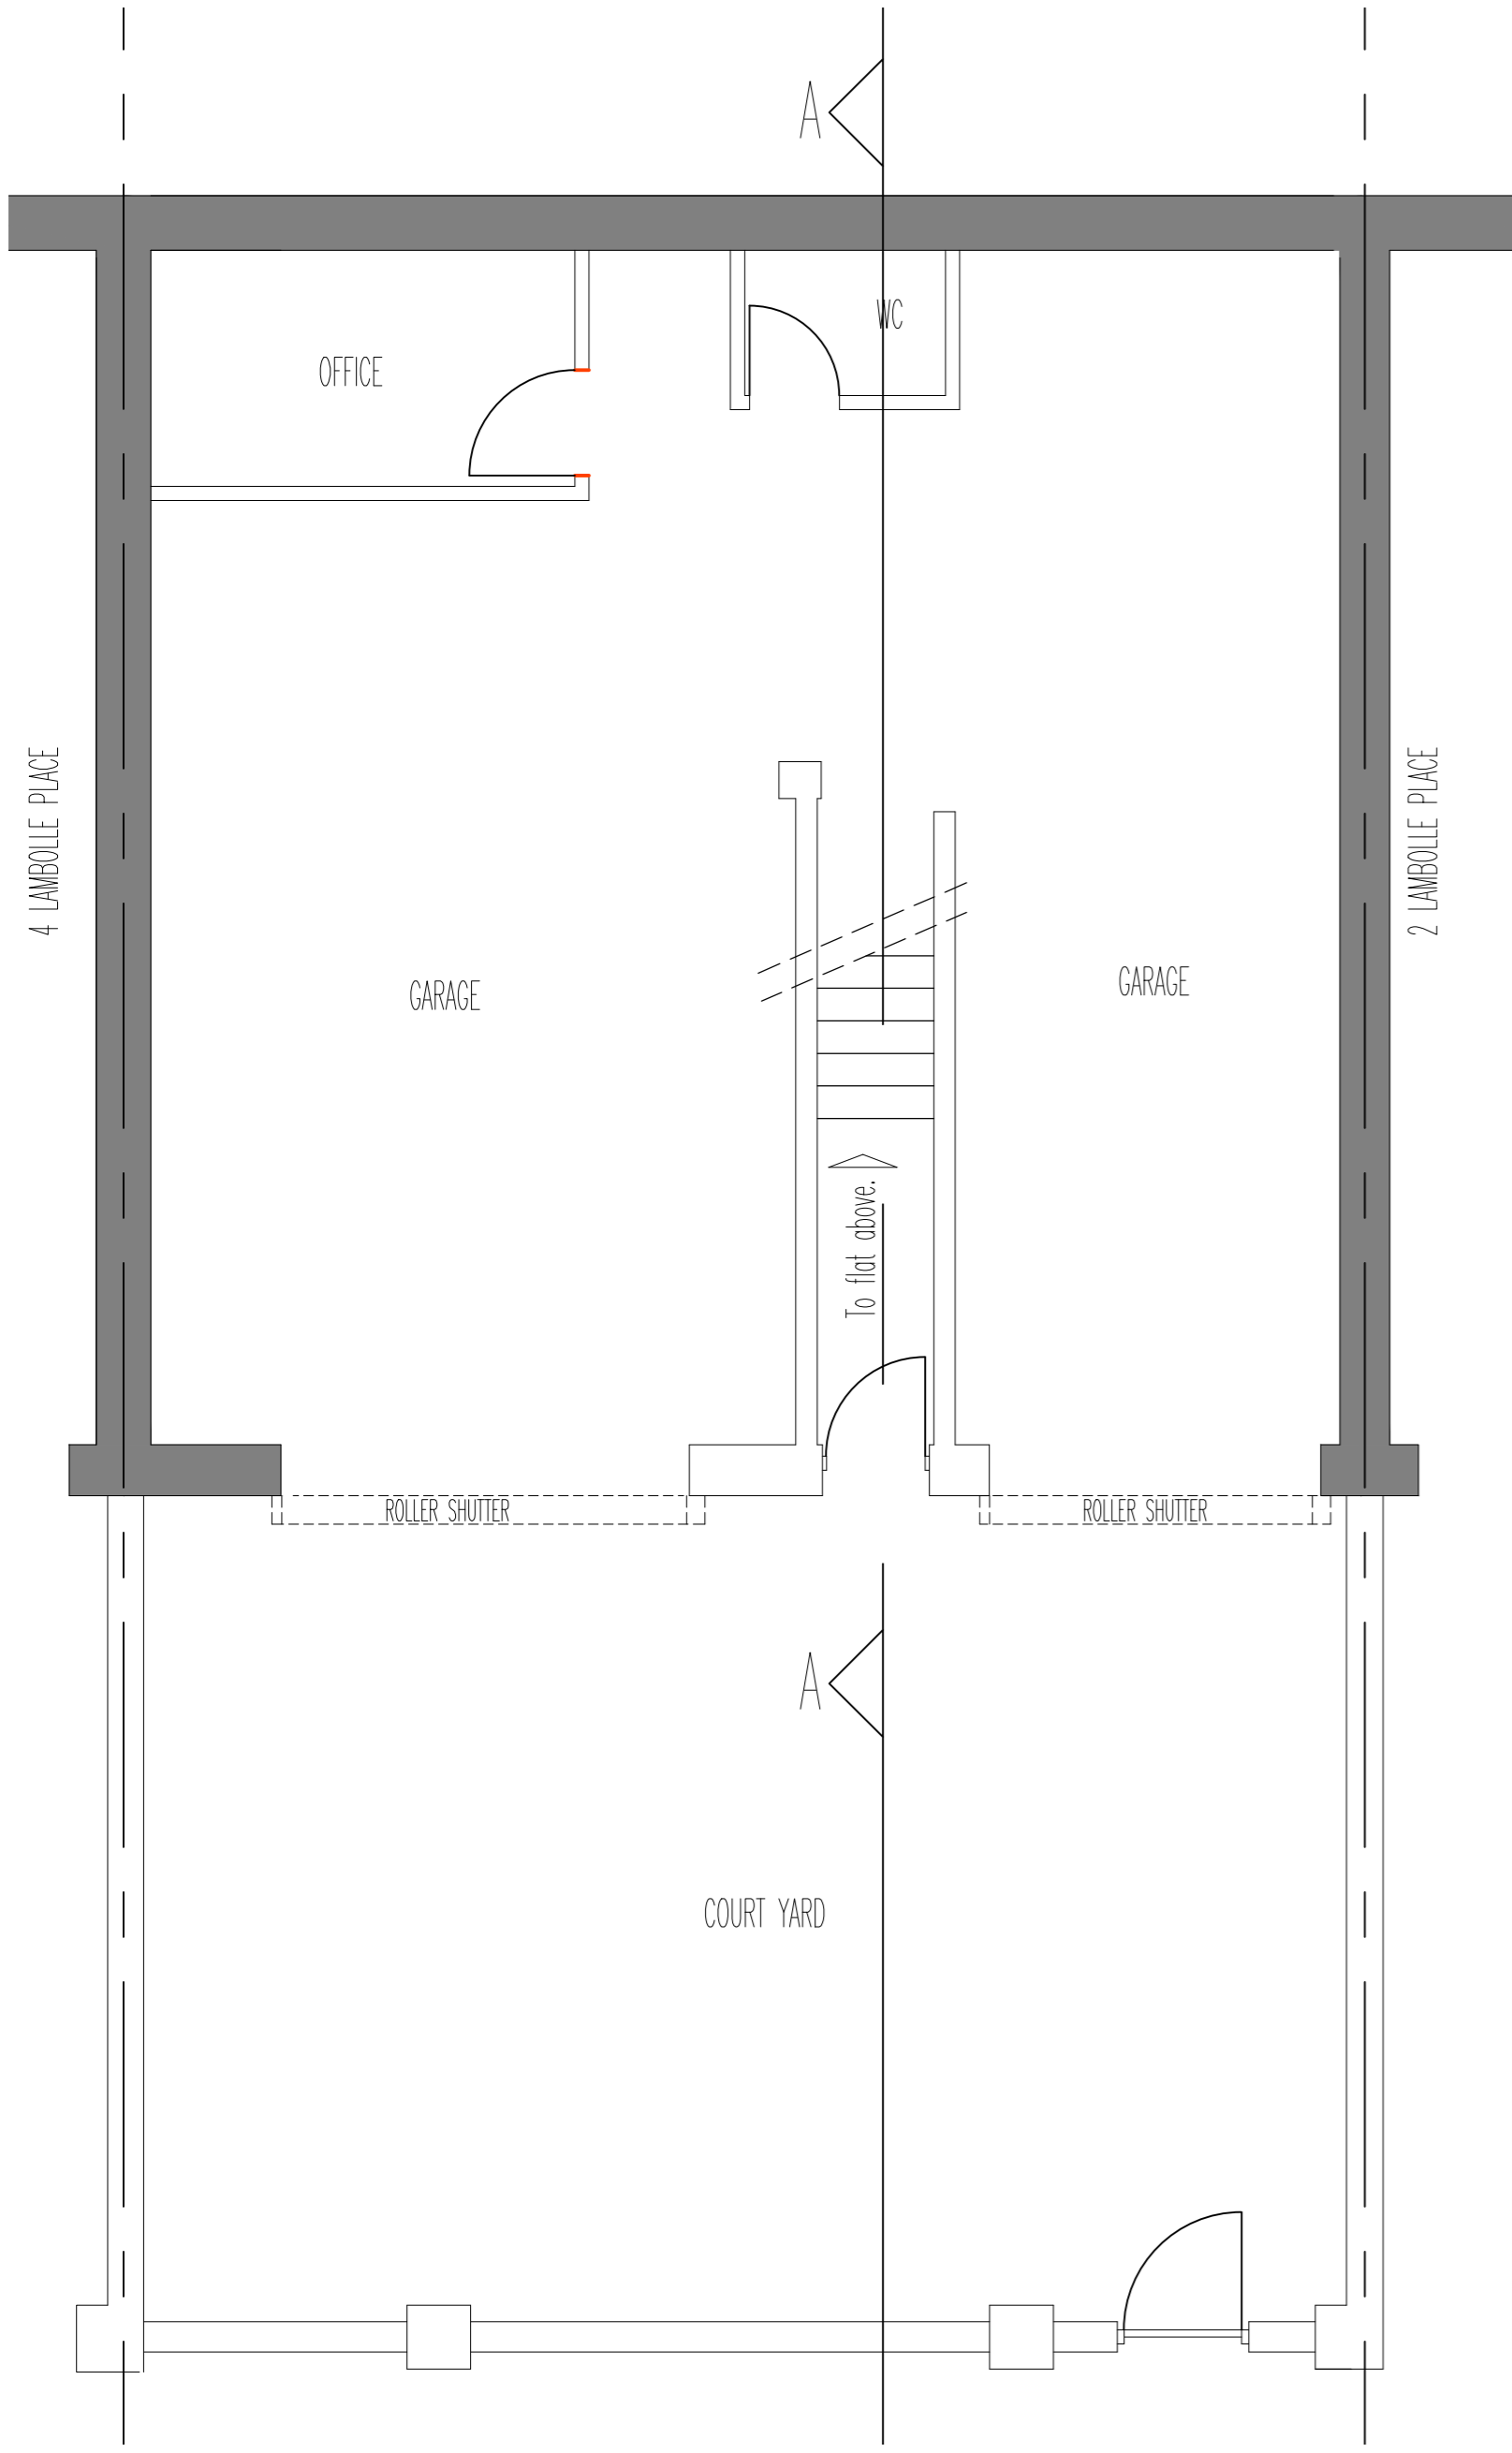 A
WC
OFFICE
4 LAMBOLLE PLACE
2 LAMBOLLE PLACE
GARAGE
GARAGE
To flat above.
ROLLER SHUTTER
ROLLER SHUTTER
A
COURT YARD